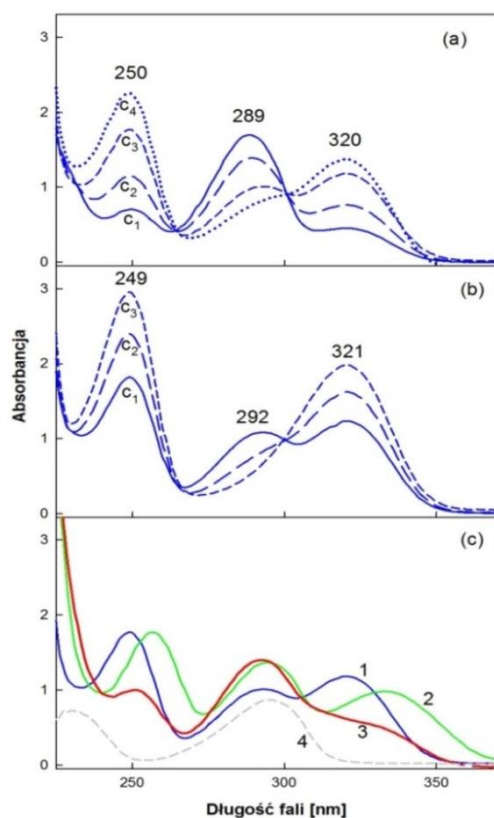 3
(a)
250
289
320
c₄
c₃
c₂
c₁
2
1
0
(b)
249
292
321
c₃
c₂
c₁
3
2
1
0
Absorbancja
(c)
3
2
1
0
1
2
3
4
250
300
350
Długość fali [nm]